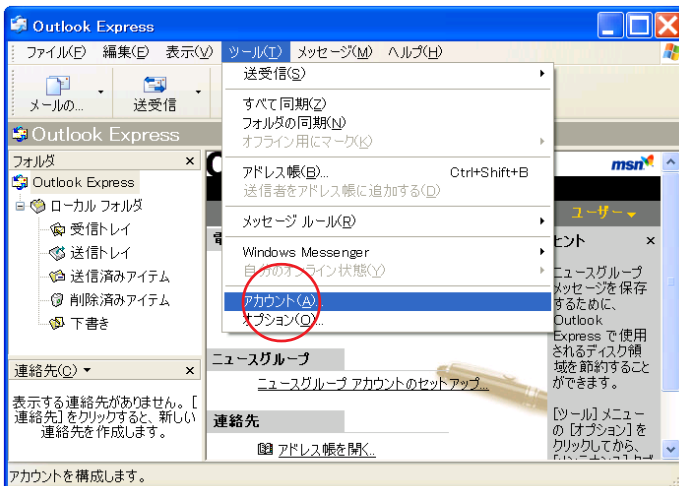 Outlook Express
ファイル(F) 編集(E) 表示(V) ツール(T) メッセージ(M) ヘルプ(H)
メールの... 送受信
送受信(S)
すべて同期(Z)
フォルダの同期(N)
オフライン用にマーク(K)
アドレス帳(B)... Ctrl+Shift+B
送信者をアドレス帳に追加する(D)
メッセージ ルール(R)
Windows Messenger
自分のオンライン状態(Y)
アカウント(A)...
オプション(O)...
Outlook Express
フォルダ
Outlook Express
ローカル フォルダ
受信トレイ
送信トレイ
送信済みアイテム
削除済みアイテム
下書き
連絡先(C)
表示する連絡先がありません。[
連絡先] をクリックすると、新しい
連絡先を作成します。
msn
ユーザー
ニュースグループ
ニュースグループ アカウントのセットアップ...
連絡先
アドレス帳を開く...
ヒント
ニュースグループ
メッセージを保存
するために、
Outlook
Express で使用
されるディスク領
域を節約すること
ができます。
[ツール] メニュー
の [オプション] を
クリックしてから、
アカウントを構成します。